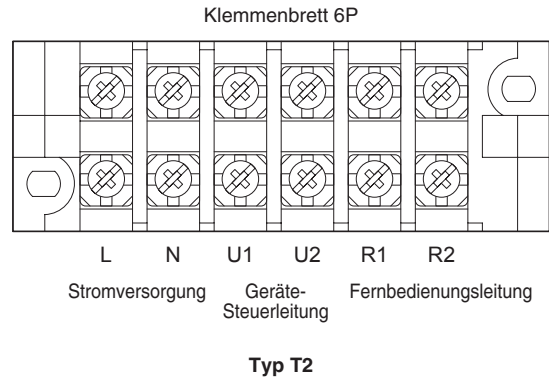 Klemmenbrett 6P
L N U1 U2 R1 R2
Stromversorgung Geräte- Fernbedienungsleitung
Steuerleitung
Typ T2